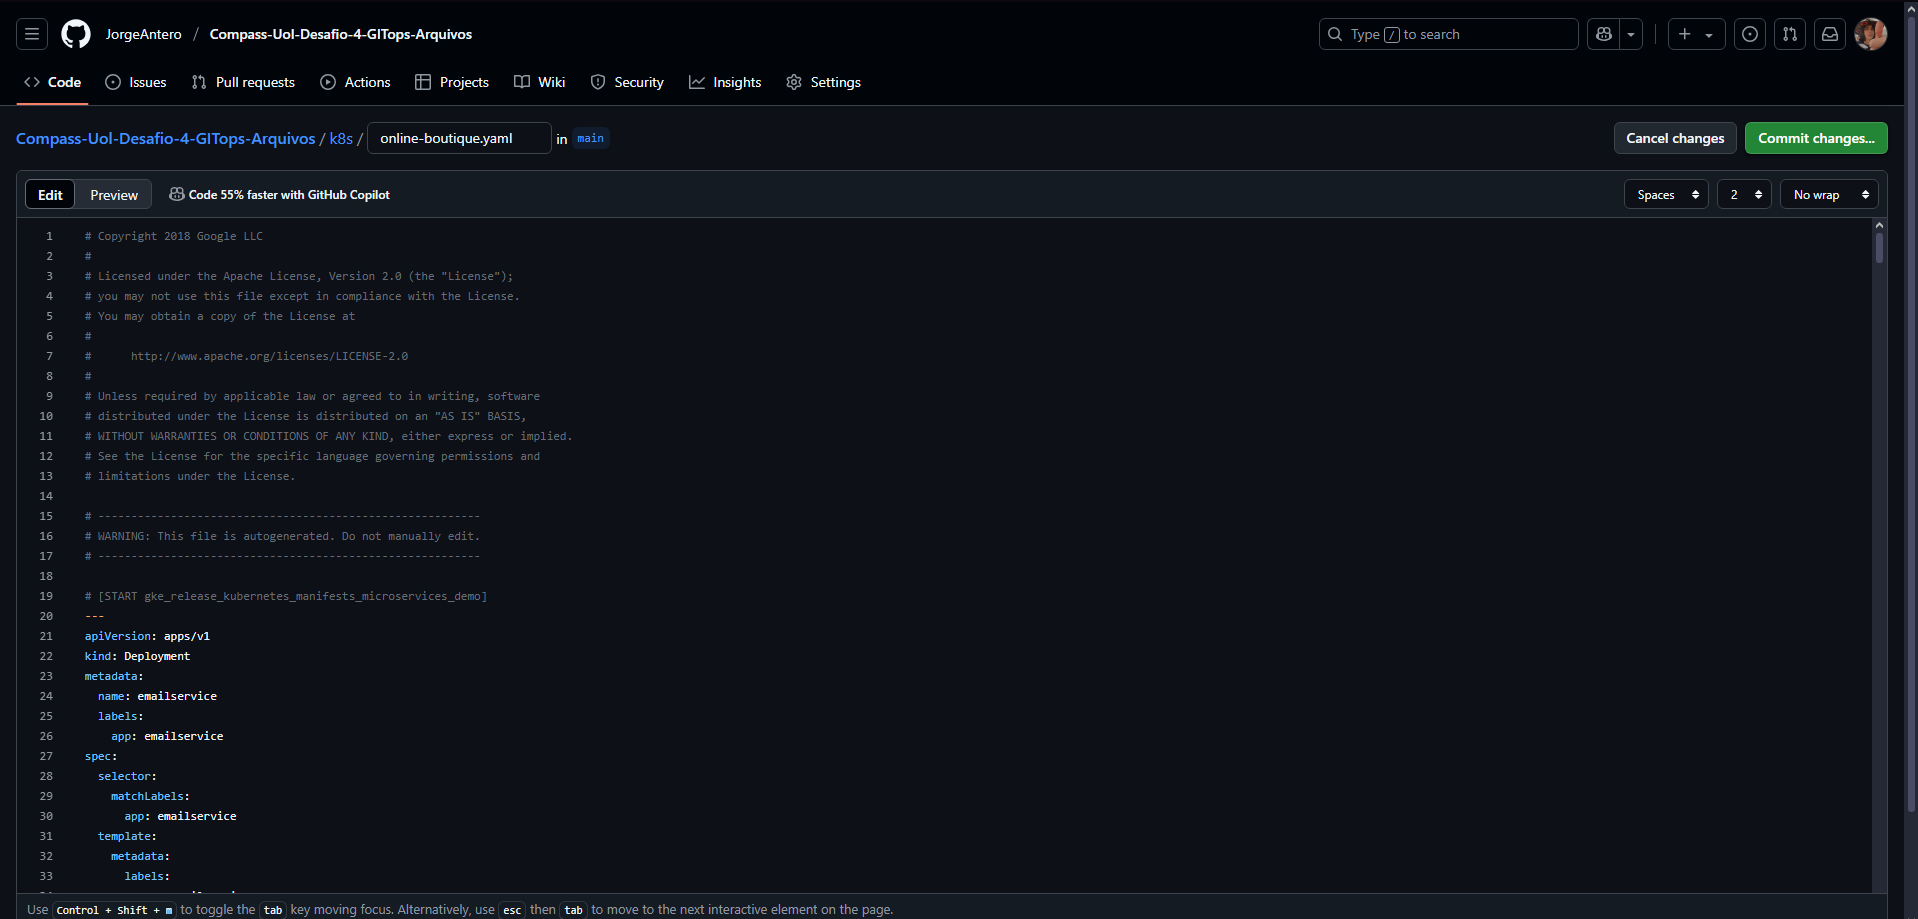 JorgeAntero / Compass-Uol-Desafio-4-GITops-Arquivos
Type / to search
Code Issues Pull requests Actions Projects Wiki Security Insights Settings
Compass-Uol-Desafio-4-GITops-Arquivos / k8s / online-boutique.yaml in main
Cancel changes Commit changes...
Edit Preview Code 55% faster with GitHub Copilot
Spaces 2 No wrap
1 # Copyright 2018 Google LLC
2 #
3 # Licensed under the Apache License, Version 2.0 (the "License");
4 # you may not use this file except in compliance with the License.
5 # You may obtain a copy of the License at
6 #
7 #      http://www.apache.org/licenses/LICENSE-2.0
8 #
9 # Unless required by applicable law or agreed to in writing, software
10 # distributed under the License is distributed on an "AS IS" BASIS,
11 # WITHOUT WARRANTIES OR CONDITIONS OF ANY KIND, either express or implied.
12 # See the License for the specific language governing permissions and
13 # limitations under the License.
14
15 # ----------------------------------------------------------
16 # WARNING: This file is autogenerated. Do not manually edit.
17 # ----------------------------------------------------------
18
19 # [START gke_release_kubernetes_manifests_microservices_demo]
20 ---
21 apiVersion: apps/v1
22 kind: Deployment
23 metadata:
24   name: emailservice
25   labels:
26     app: emailservice
27 spec:
28   selector:
29     matchLabels:
30       app: emailservice
31   template:
32     metadata:
33       labels:
Use Control + Shift + m to toggle the tab key moving focus. Alternatively, use esc then tab to move to the next interactive element on the page.